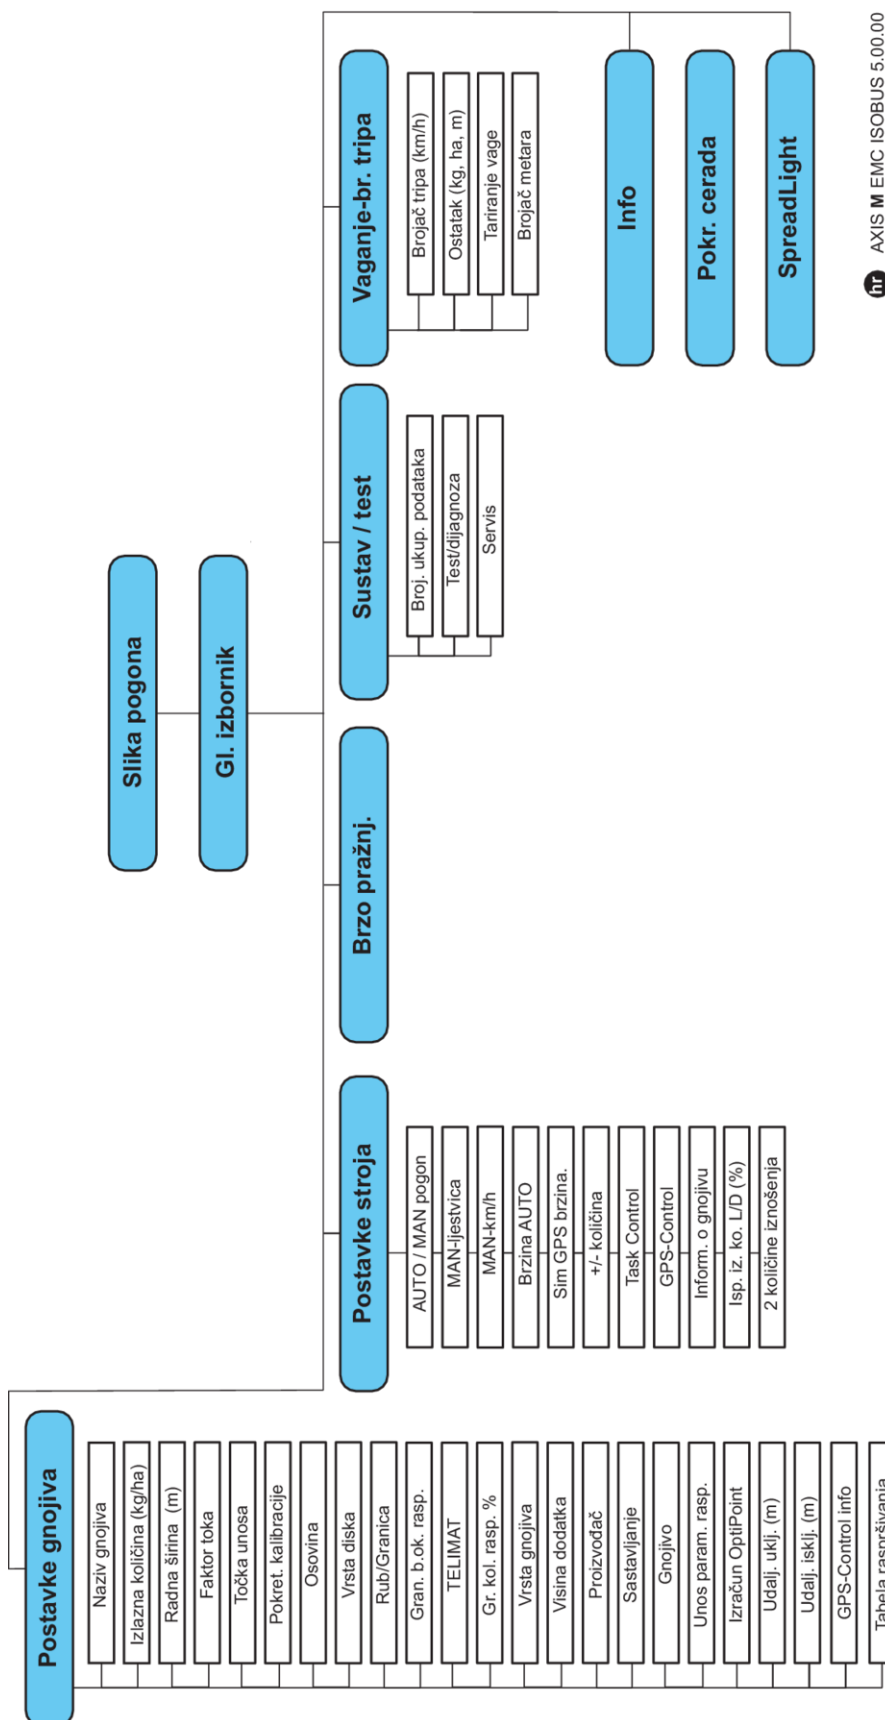 Slika pogona
Gl. izbornik
Postavke gnojiva
Naziv gnojiva
Izlazna količina (kg/ha)
Radna širina (m)
Faktor toka
Točka unosa
Pokret. kalibracije
Osovina
Vrsta diska
Rub/Granica
Gran. b.ok. rasp.
TELIMAT
Gr. kol. rasp. %
Vrsta gnojiva
Visina dodatka
Proizvođač
Sastavljanje
Gnojivo
Unos param. rasp.
Izračun OptiPoint
Udalj. uklj. (m)
Udalj. isklj. (m)
GPS-Control info
Tabela raspršivanja
Postavke stroja
AUTO / MAN pogon
MAN-ljestvica
MAN-km/h
Brzina AUTO
Sim GPS brzina.
+/- količina
Task Control
GPS-Control
Inform. o gnojivu
Isp. iz. ko. L/D (%)
2 količine iznošenja
Brzo pražnj.
Sustav / test
Broj. ukup. podataka
Test/dijagnoza
Servis
Vaganje-br. tripa
Brojač tripa (km/h)
Ostatak (kg, ha, m)
Tariranje vage
Brojač metara
Info
Pokr. cerada
SpreadLight
hr AXIS M EMC ISOBUS 5.00.00